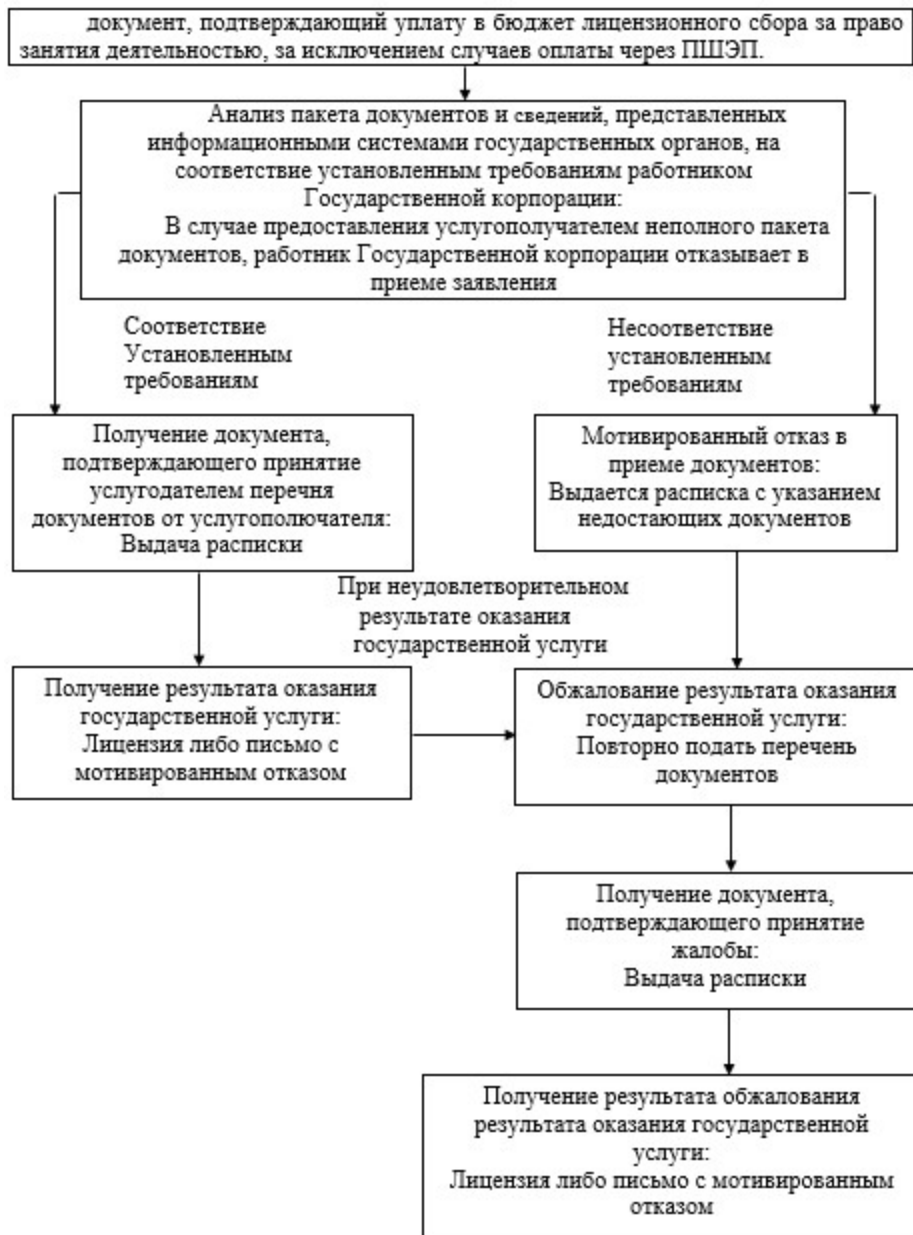 документ, подтверждающий уплату в бюджет лицензионного сбора за право
занятия деятельностью, за исключением случаев оплаты через ПШЭП.
Анализ пакета документов и сведений, представленных
информационными системами государственных органов, на
соответствие установленным требованиям работником
Государственной корпорации:
В случае предоставления услугополучателем неполного пакета
документов, работник Государственной корпорации отказывает в
приеме заявления
Соответствие
Установленным
требованиям
Несоответствие
установленным
требованиям
Получение документа,
подтверждающего принятие
услугодателем перечня
документов от услугополючателя:
Выдача расписки
Мотивированный отказ в
приеме документов:
Выдается расписка с указанием
недостающих документов
При неудовлетворительном
результате оказания
государственной услуги
Получение результата оказания
государственной услуги:
Лицензия либо письмо с
мотивированным отказом
Обжалование результата оказания
государственной услуги:
Повторно подать перечень
документов
Получение документа,
подтверждающего принятие
жалобы:
Выдача расписки
Получение результата обжалования
результата оказания государственной
услуги:
Лицензия либо письмо с мотивированным
отказом